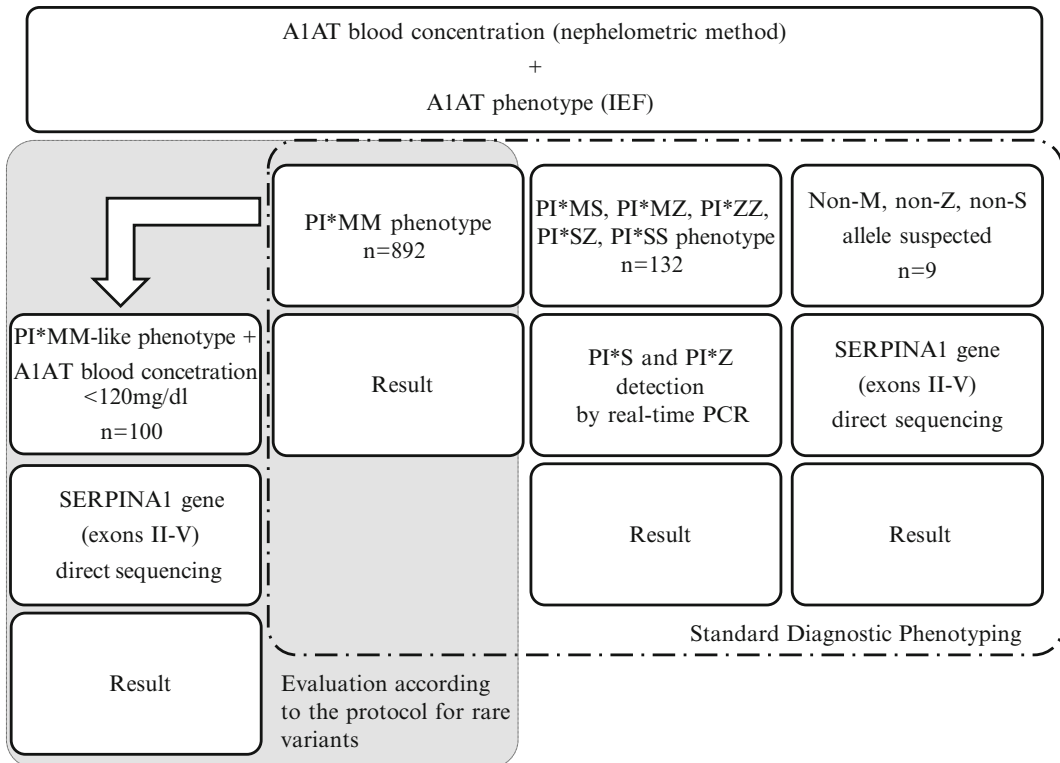 A1AT blood concentration (nephelometric method)
+
A1AT phenotype (IEF)
PI*MM phenotype
n=892
PI*MS, PI*MZ, PI*ZZ,
PI*SZ, PI*SS phenotype
n=132
Non-M, non-Z, non-S
allele suspected
n=9
PI*MM-like phenotype +
A1AT blood concetration
<120mg/dl
n=100
Result
PI*S and PI*Z
detection
by real-time PCR
SERPINA1 gene
(exons II-V)
direct sequencing
SERPINA1 gene
(exons II-V)
direct sequencing
Result
Result
Standard Diagnostic Phenotyping
Result
Evaluation according
to the protocol for rare
variants